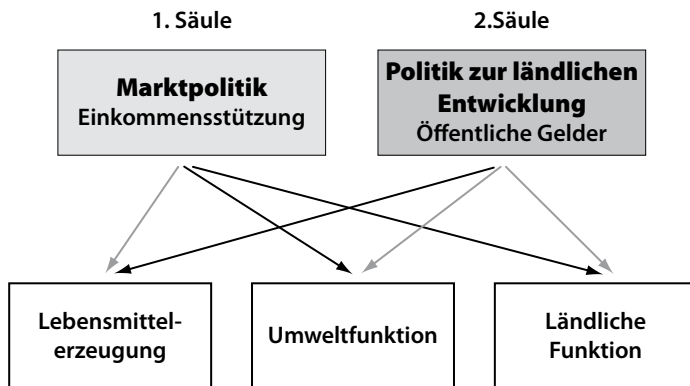 1. Säule
2.Säule
Marktpolitik
Einkommensstützung
Politik zur ländlichen
Entwicklung
Öffentliche Gelder
Lebensmittel-
erzeugung
Umweltfunktion
Ländliche
Funktion